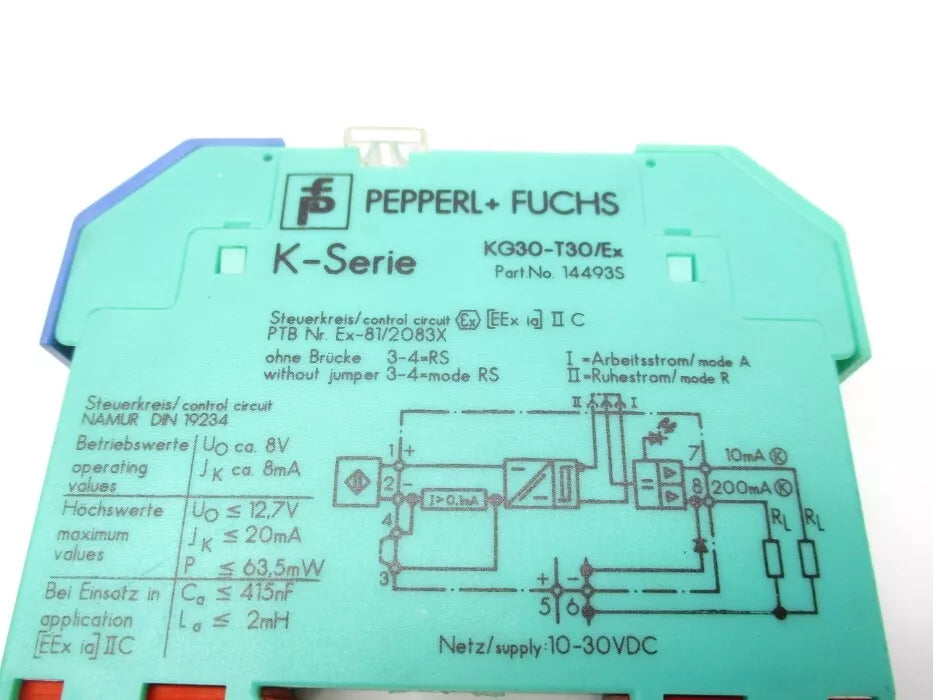 PEPPERL+ FUCHS
K-Serie
KG30-T30/Ex
Part.No. 14493S
Steuerkreis/control circuit Ex [EEx ia] II C
PTB Nr. Ex-81/2083X
ohne Brücke 3-4=RS
without jumper 3-4=mode RS
I =Arbeitsstrom/mode A
II=Ruhestrom/mode R
Steuerkreis/control circuit
NAMUR DIN 19234
Betriebswerte
operating
values
Uo ca. 8V
JK ca. 8mA
Höchswerte
maximum
values
Uo ≤ 12,7V
JK ≤ 20mA
P ≤ 63,5mW
Bei Einsatz in
application
[EEx ia] II C
Ca ≤ 415nF
La ≤ 2mH
II I
1 +
2 -
4
3
I>0,1mA
=
7 10mA K
8 200mA K
RL RL
+ -
5 6
Netz/supply:10-30VDC